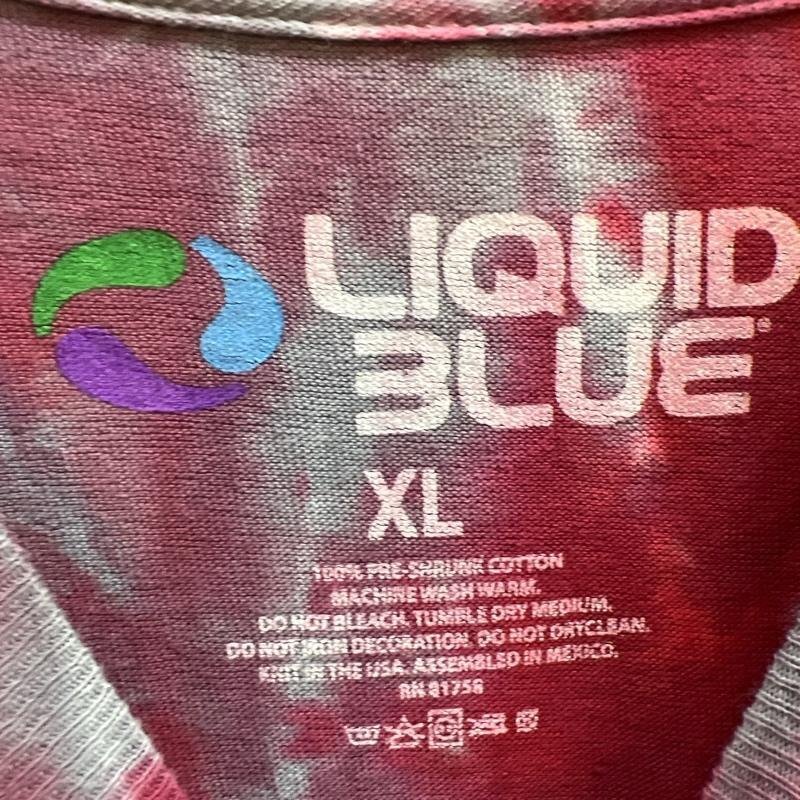 LIQUID
BLUE®
XL
100% PRE-SHRUNK COTTON
MACHINE WASH WARM.
DO NOT BLEACH. TUMBLE DRY MEDIUM.
DO NOT IRON DECORATION. DO NOT DRYCLEAN.
KNIT IN THE USA. ASSEMBLED IN MEXICO.
RN 81758